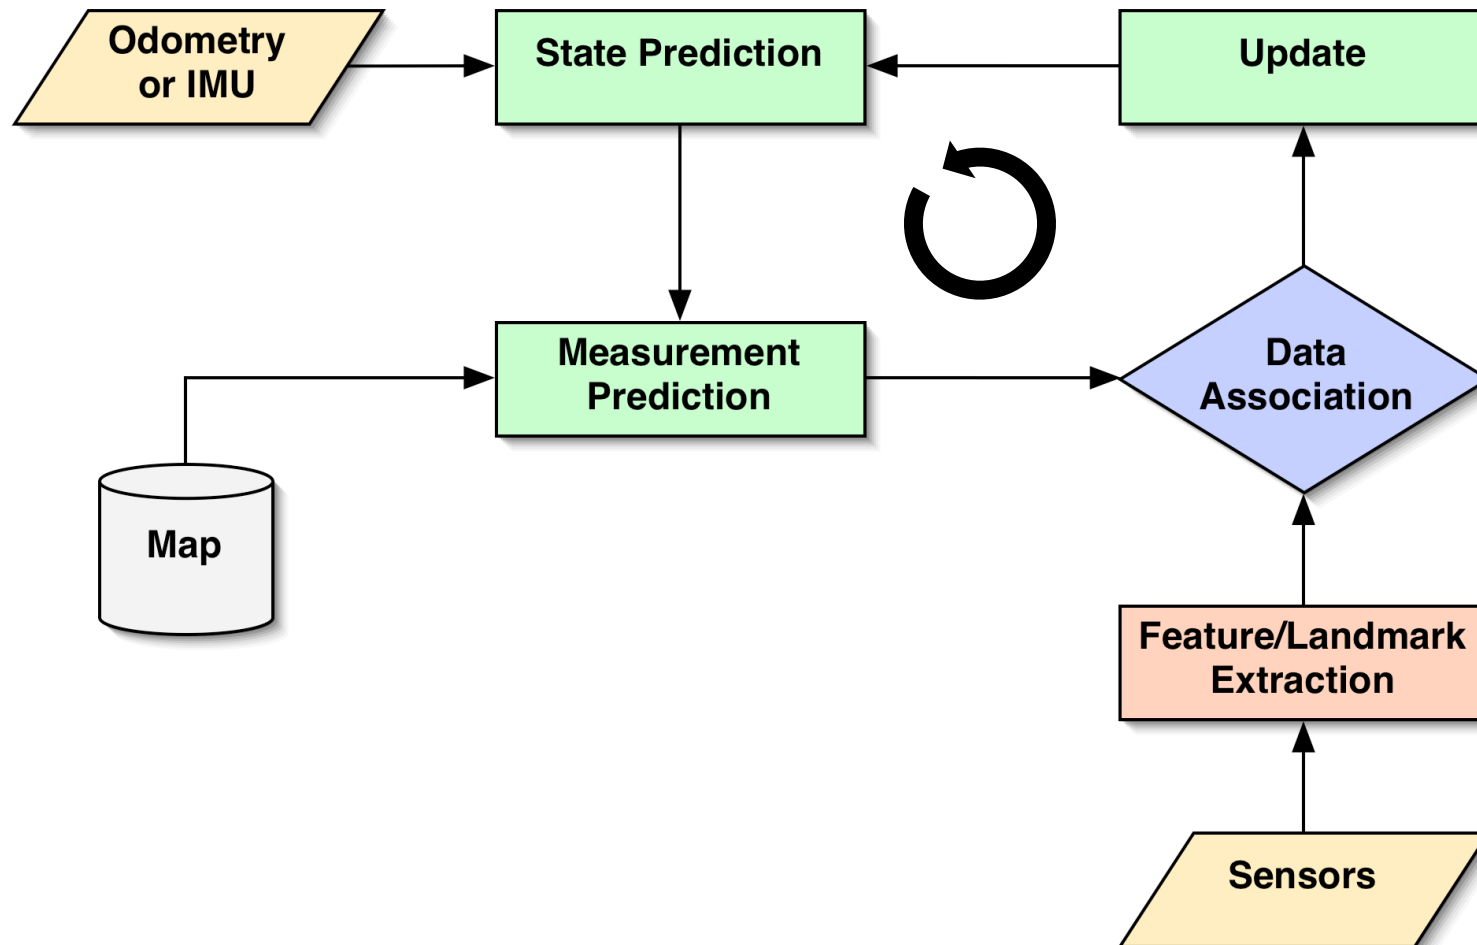 Odometry
or IMU
State Prediction
Update
Measurement
Prediction
Data
Association
Map
Feature/Landmark
Extraction
Sensors